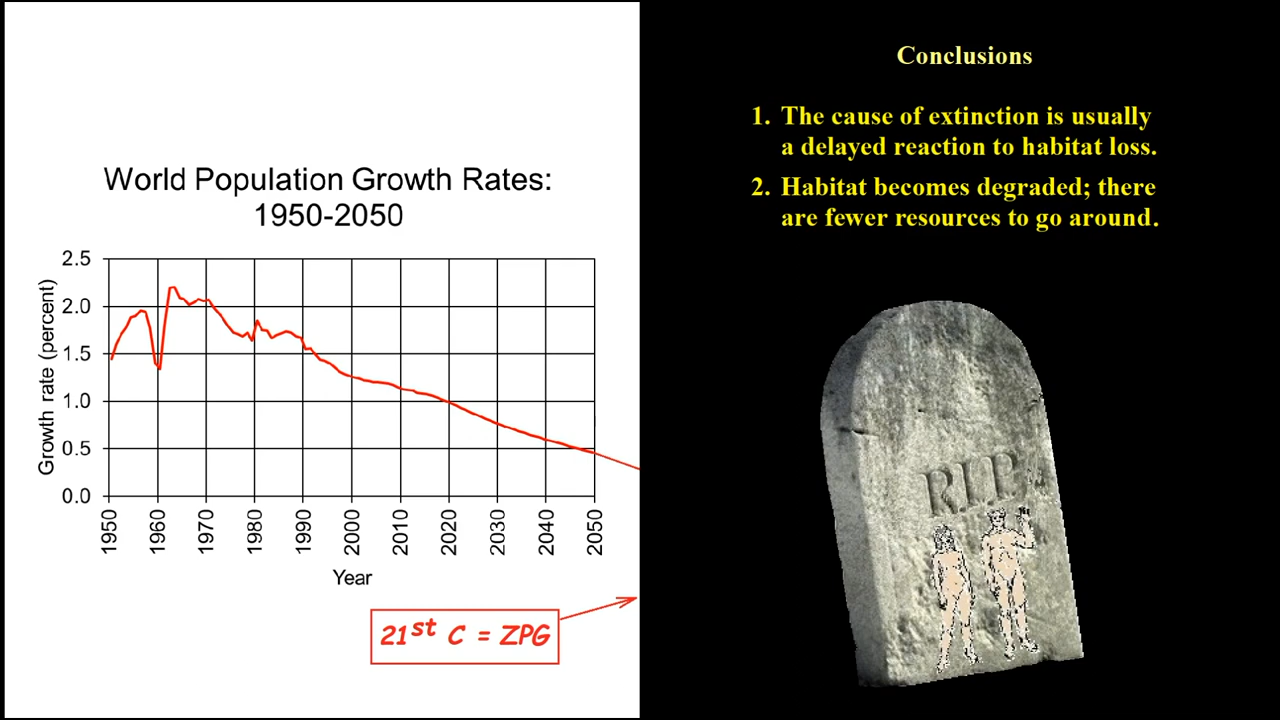 World Population Growth Rates:
1950-2050
Growth rate (percent)
2.5
2.0
1.5
1.0
0.5
0.0
1950
1960
1970
1980
1990
2000
2010
2020
2030
2040
2050
Year
21st C = ZPG
Conclusions
1. The cause of extinction is usually
a delayed reaction to habitat loss.
2. Habitat becomes degraded; there
are fewer resources to go around.
RIP